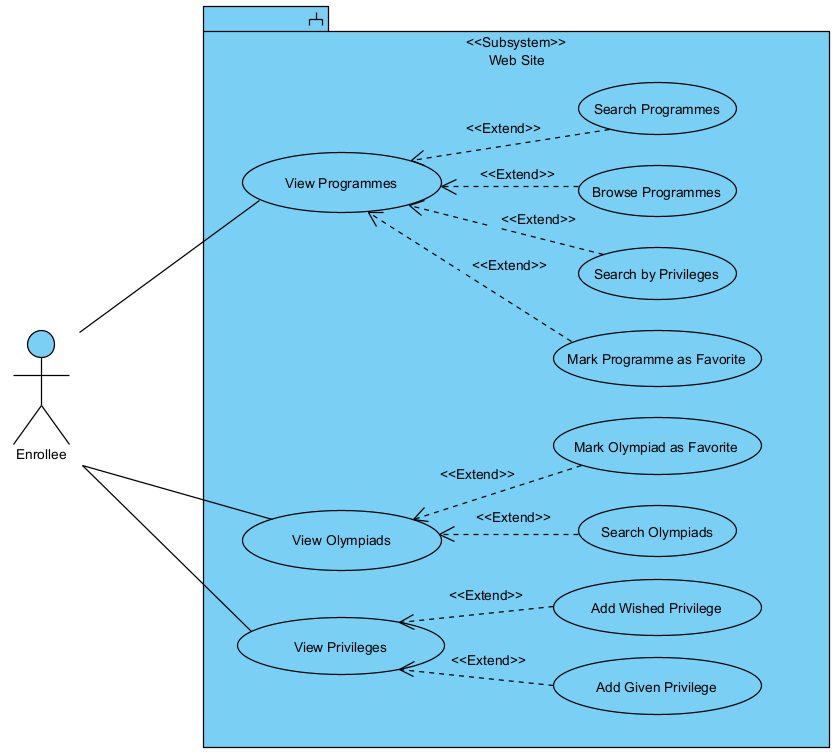 <<Subsystem>>
Web Site
Search Programmes
<<Extend>>
View Programmes
<<Extend>>
Browse Programmes
<<Extend>>
Search by Privileges
<<Extend>>
Mark Programme as Favorite
Enrollee
Mark Olympiad as Favorite
<<Extend>>
View Olympiads
<<Extend>>
Search Olympiads
<<Extend>>
Add Wished Privilege
View Privileges
<<Extend>>
Add Given Privilege